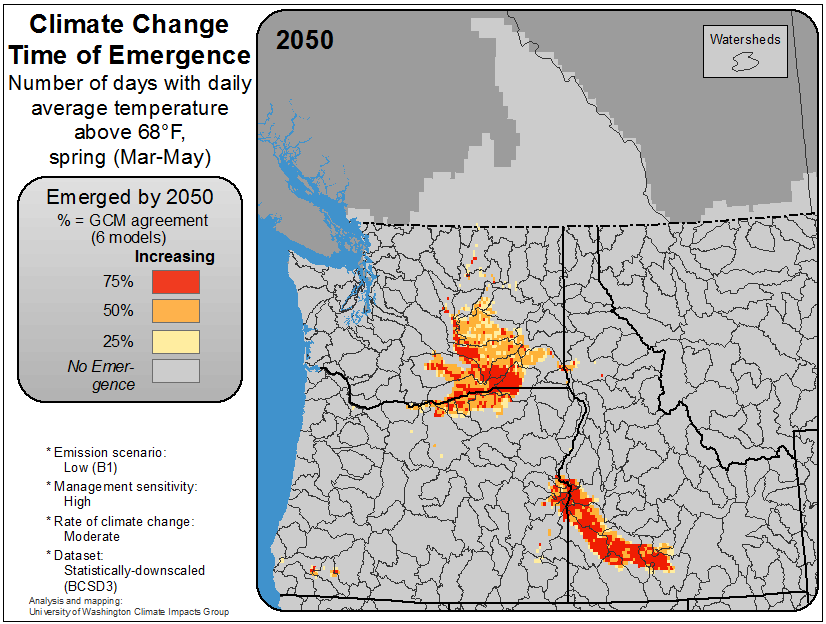 Climate Change
Time of Emergence
Number of days with daily
average temperature
above 68°F,
spring (Mar-May)
Emerged by 2050
% = GCM agreement
(6 models)
Increasing
75%
50%
25%
No Emer-
gence
* Emission scenario:
Low (B1)
* Management sensitivity:
High
* Rate of climate change:
Moderate
* Dataset:
Statistically-downscaled
(BCSD3)
Analysis and mapping:
University of Washington Climate Impacts Group
2050
Watersheds